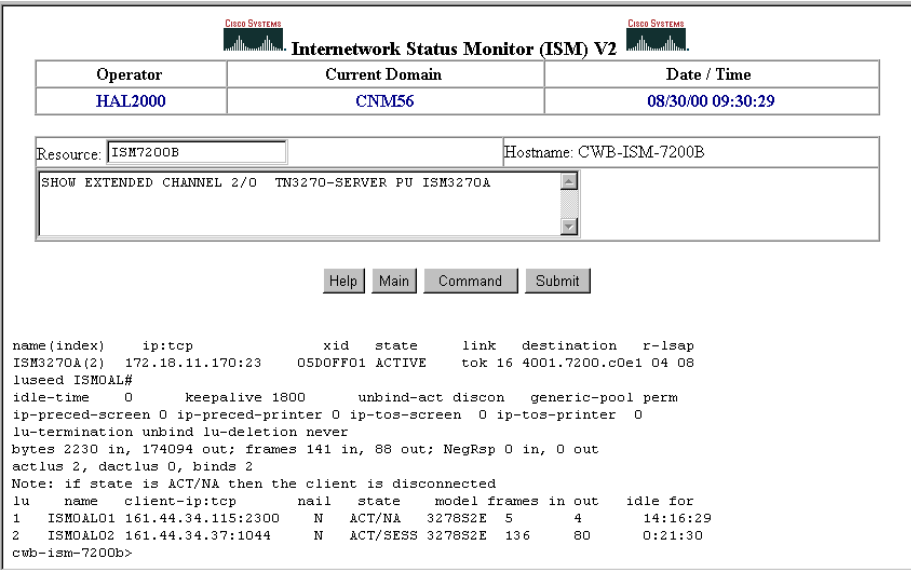 CISCO SYSTEMS
CISCO SYSTEMS
Internetwork Status Monitor (ISM) V2
Operator Current Domain Date / Time
HAL2000 CNM56 08/30/00 09:30:29
Resource: ISM7200B Hostname: CWB-ISM-7200B
SHOW EXTENDED CHANNEL 2/0 TN3270-SERVER PU ISM3270A
Help Main Command Submit
name(index) ip:tcp xid state link destination r-lsap
ISM3270A(2) 172.18.11.170:23 05D0FF01 ACTIVE tok 16 4001.7200.c0e1 04 08
luseed ISM0AL#
idle-time 0 keepalive 1800 unbind-act discon generic-pool perm
ip-preced-screen 0 ip-preced-printer 0 ip-tos-screen 0 ip-tos-printer 0
lu-termination unbind lu-deletion never
bytes 2230 in, 174094 out; frames 141 in, 88 out; NegRsp 0 in, 0 out
actlus 2, dactlus 0, binds 2
Note: if state is ACT/NA then the client is disconnected
lu name client-ip:tcp nail state model frames in out idle for
1 ISM0AL01 161.44.34.115:2300 N ACT/NA 3278S2E 5 4 14:16:29
2 ISM0AL02 161.44.34.37:1044 N ACT/SESS 3278S2E 136 80 0:21:30
cwb-ism-7200b>